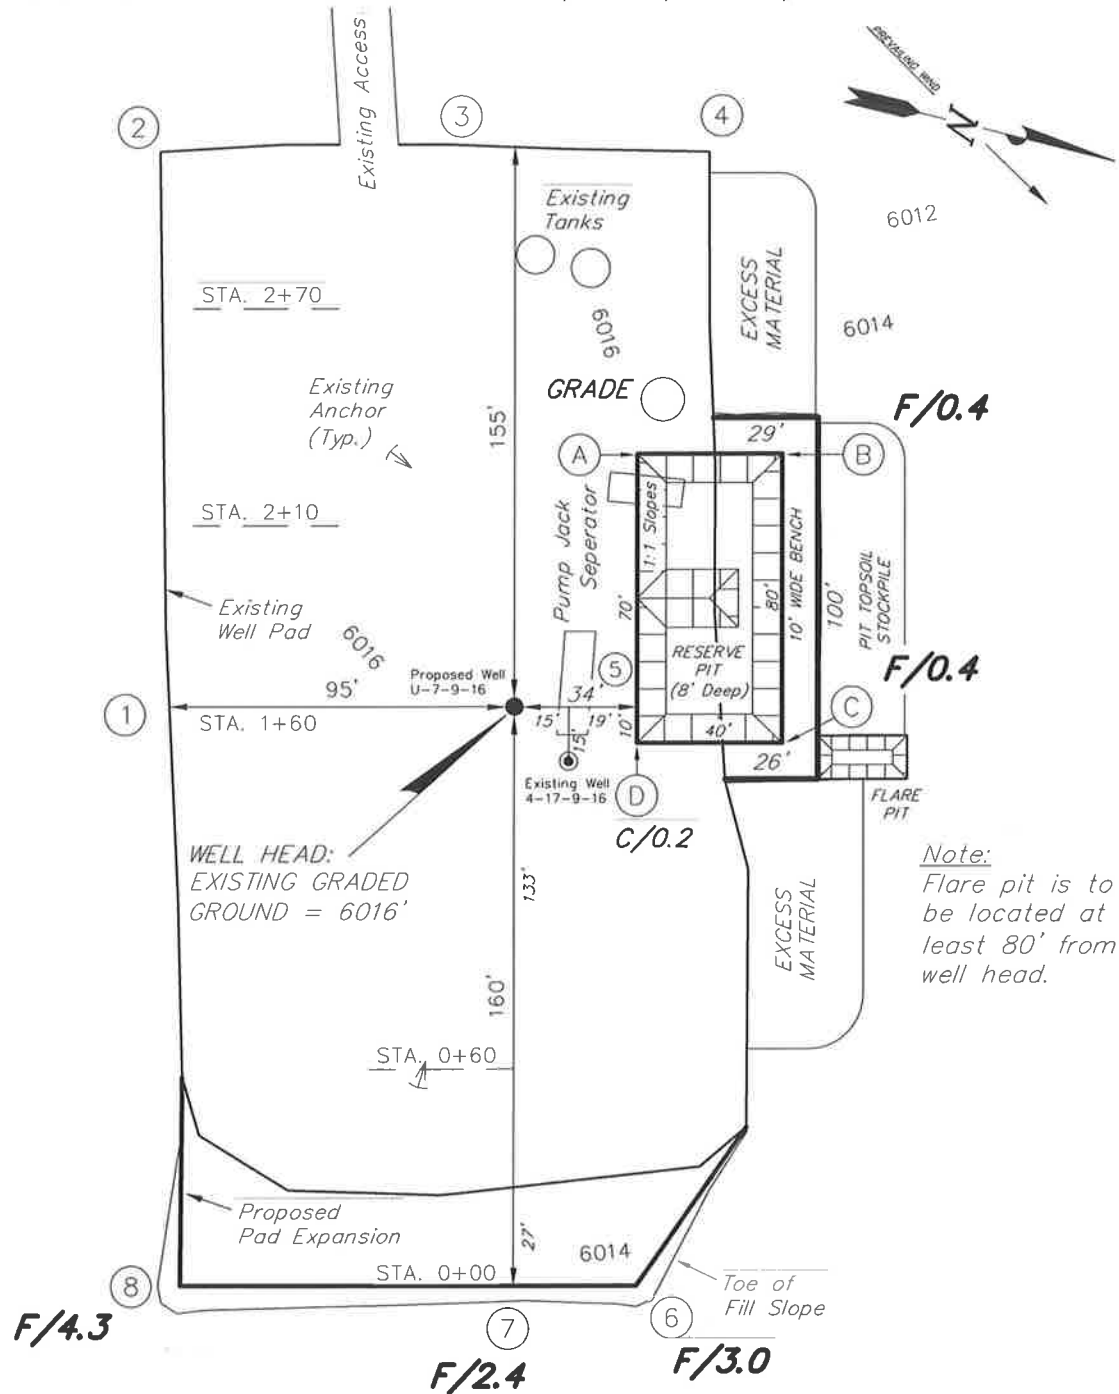 Existing Access
PREVAILING WIND
N
2
3
4
Existing
Tanks
6012
STA. 2+70
EXCESS
MATERIAL
6014
6016
Existing
Anchor
(Typ.)
GRADE
F/0.4
155'
29'
A
B
Pump Jack
Seperator
1:1 Slopes
STA. 2+10
70'
80'
10' WIDE BENCH
100'
PIT TOPSOIL
STOCKPILE
Existing
Well Pad
6016
RESERVE
PIT
(8' Deep)
F/0.4
Proposed Well
U-7-9-16
5
95'
34'
C
1
STA. 1+60
15'
19'
10'
40'
15'
26'
Existing Well
4-17-9-16
D
FLARE
PIT
C/0.2
WELL HEAD:
EXISTING GRADED
GROUND = 6016'
133'
EXCESS
MATERIAL
Note:
Flare pit is to
be located at
least 80' from
well head.
160'
STA. 0+60
Proposed
Pad Expansion
27'
6014
STA. 0+00
Toe of
Fill Slope
8
7
6
F/4.3
F/2.4
F/3.0